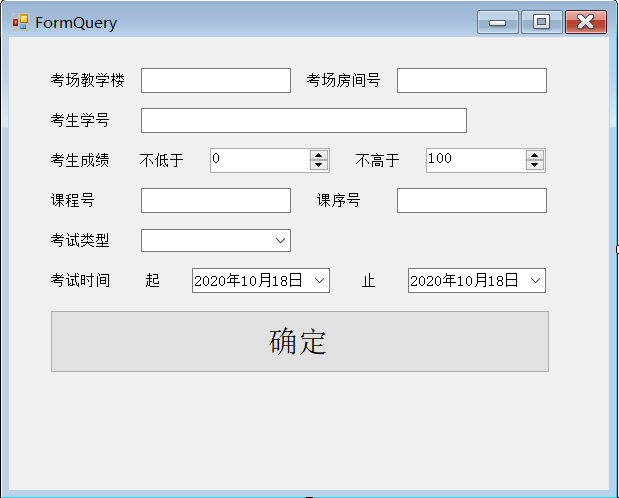 FormQuery
考场教学楼 考场房间号
考生学号
考生成绩 不低于 0 不高于 100
课程号 课序号
考试类型
考试时间 起 2020年10月18日 止 2020年10月18日
确定